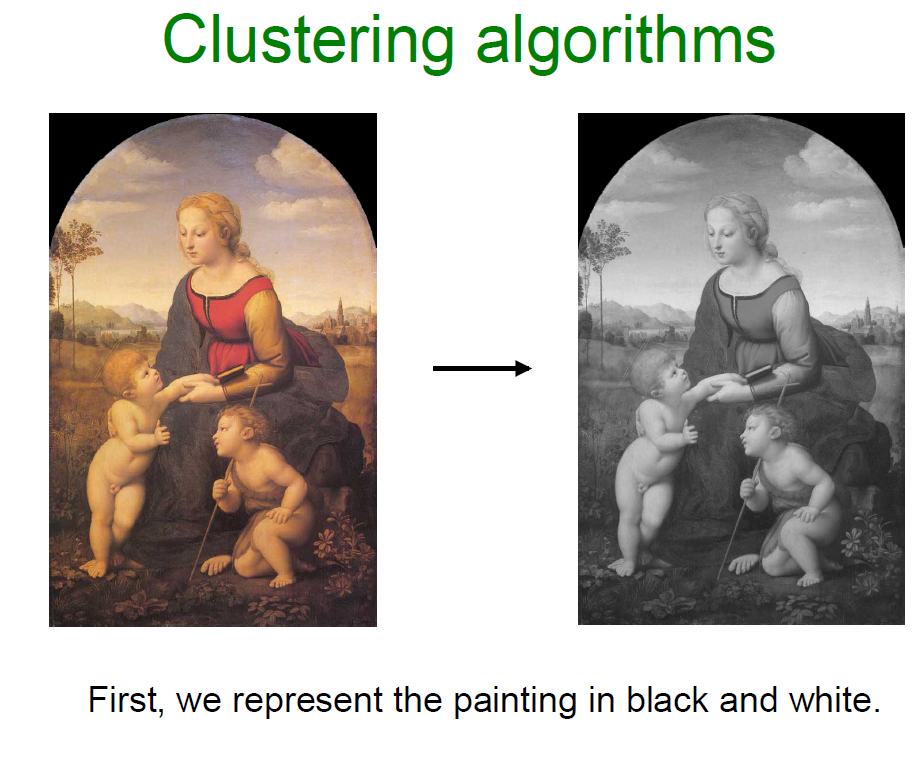 Clustering algorithms
First, we represent the painting in black and white.